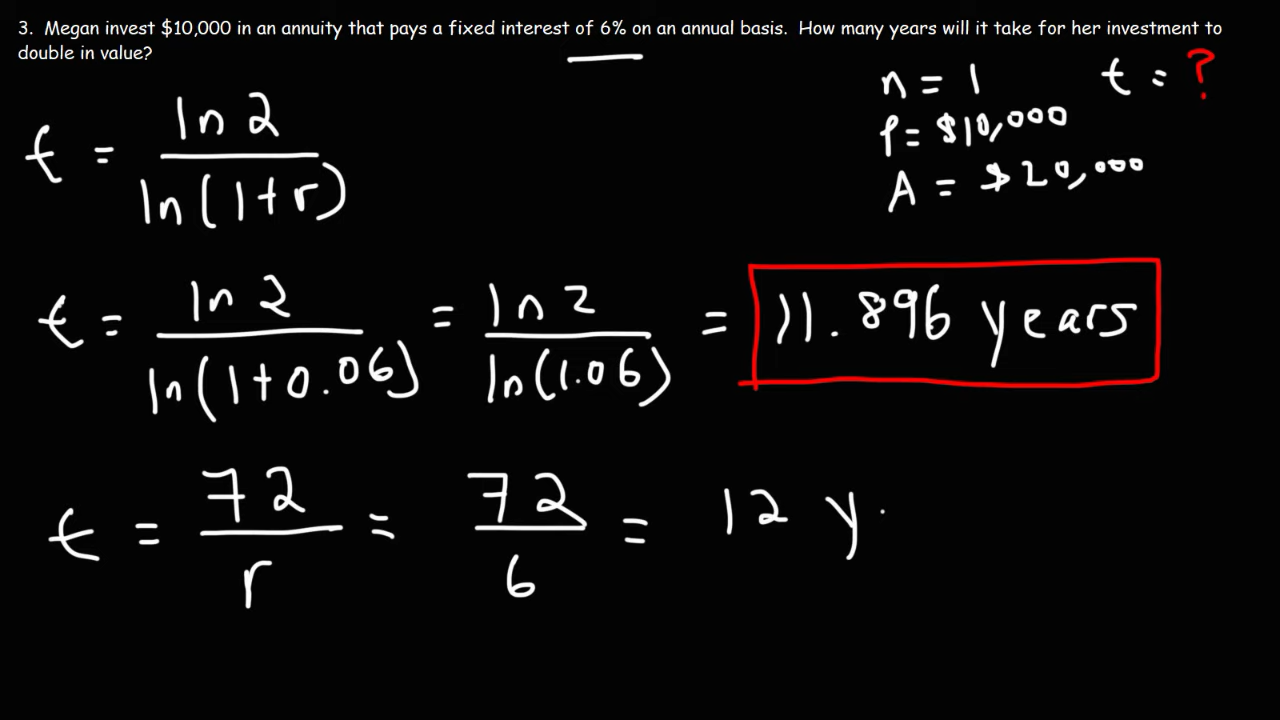 3. Megan invest $10,000 in an annuity that pays a fixed interest of 6% on an annual basis. How many years will it take for her investment to
double in value?
n = 1 t = ?
P = $10,000
A = $20,000
t = ln 2 / ln(1+r)
t = ln 2 / ln(1+0.06) = ln 2 / ln(1.06) = 11.896 years
t = 72 / r = 72 / 6 = 12 y